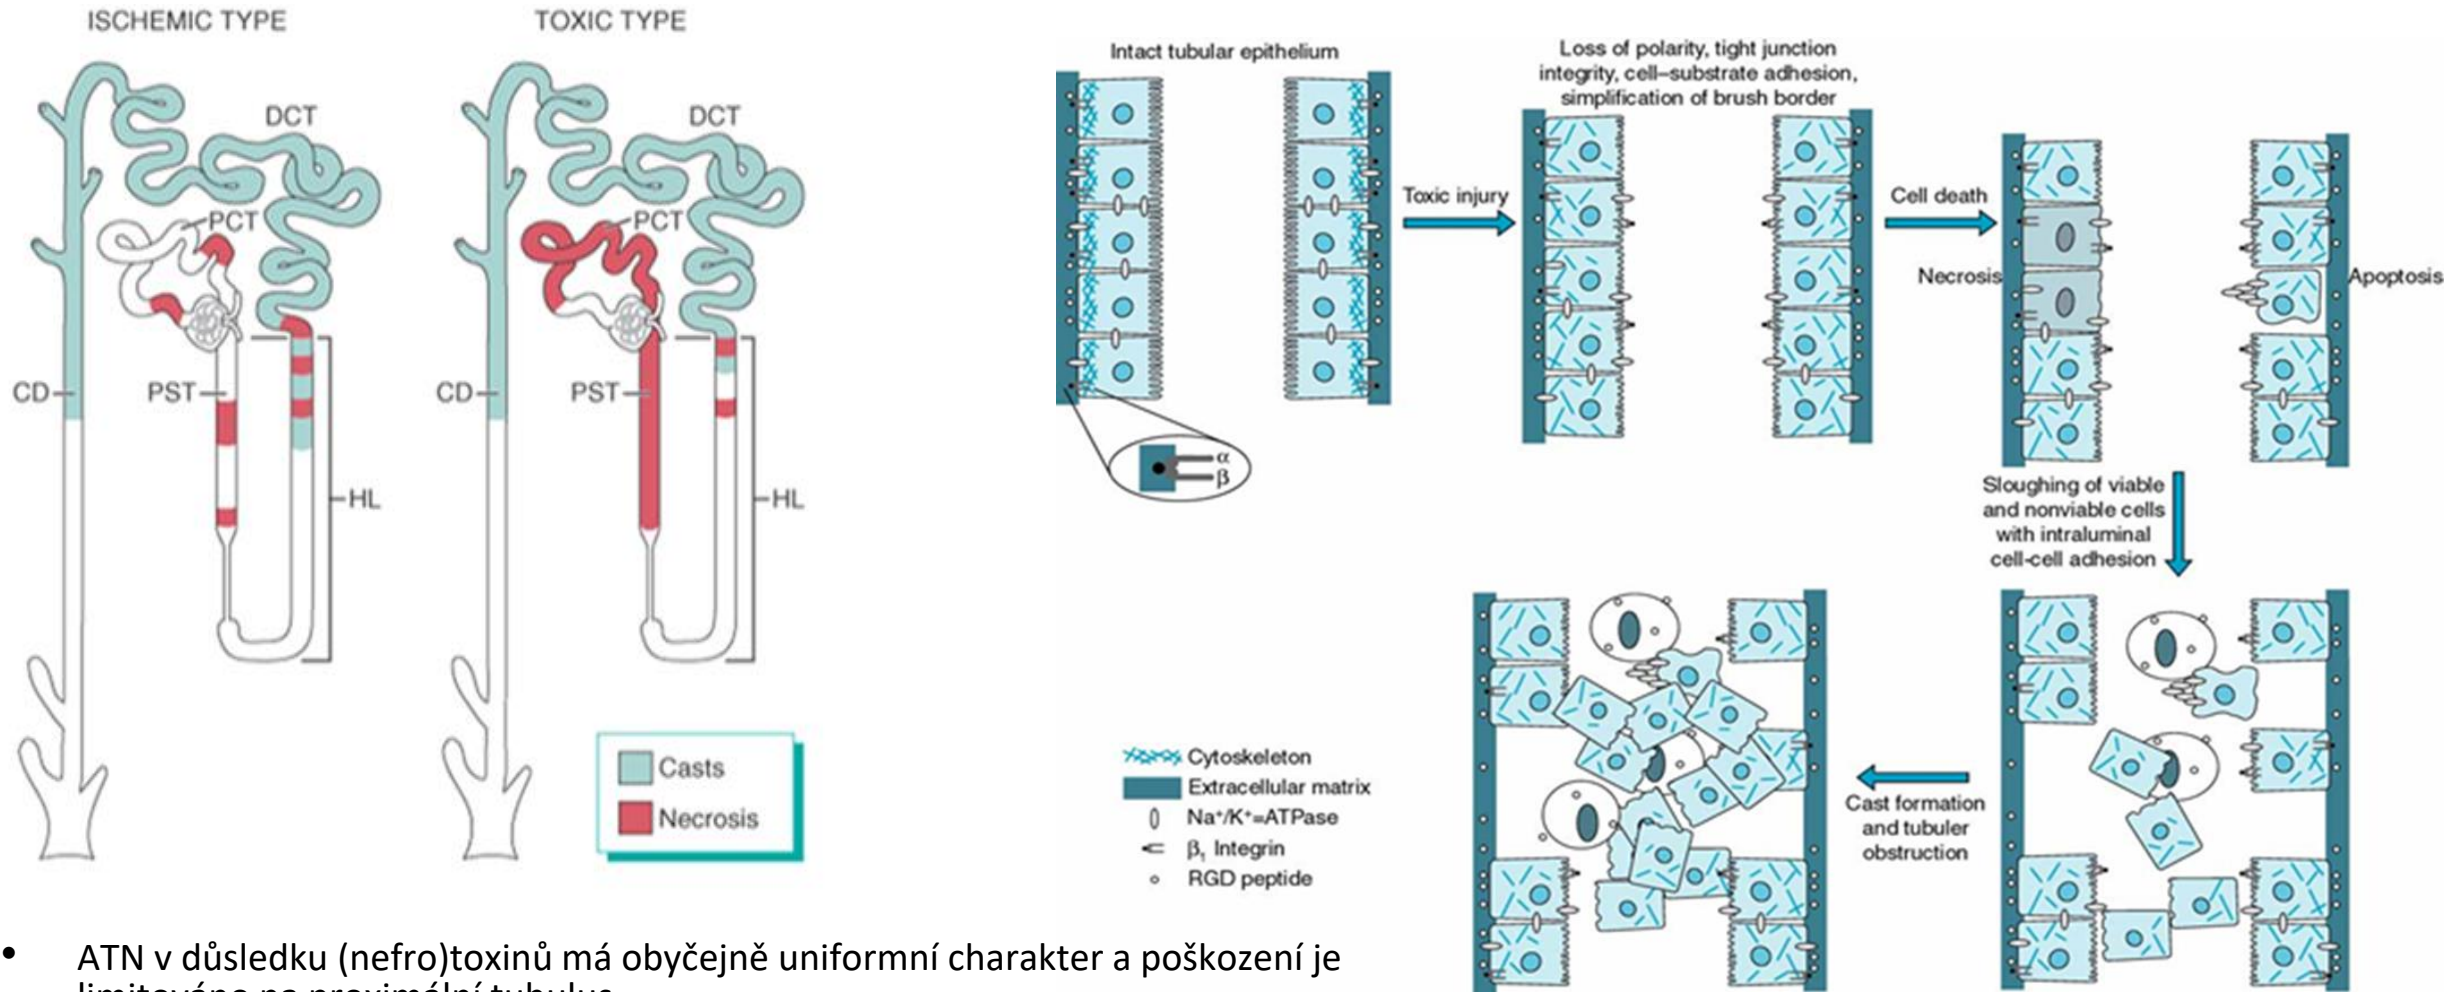 ISCHEMIC TYPE
DCT
PCT
CD
PST
HL
TOXIC TYPE
DCT
PCT
CD
PST
HL
Casts
Necrosis
Intact tubular epithelium
Toxic injury
Loss of polarity, tight junction
integrity, cell–substrate adhesion,
simplification of brush border
Cell death
Necrosis
Apoptosis
α
β
Sloughing of viable
and nonviable cells
with intraluminal
cell-cell adhesion
Cast formation
and tubuler
obstruction
Cytoskeleton
Extracellular matrix
Na⁺/K⁺=ATPase
β₁ Integrin
RGD peptide
• ATN v důsledku (nefro)toxinů má obyčejně uniformní charakter a poškození je